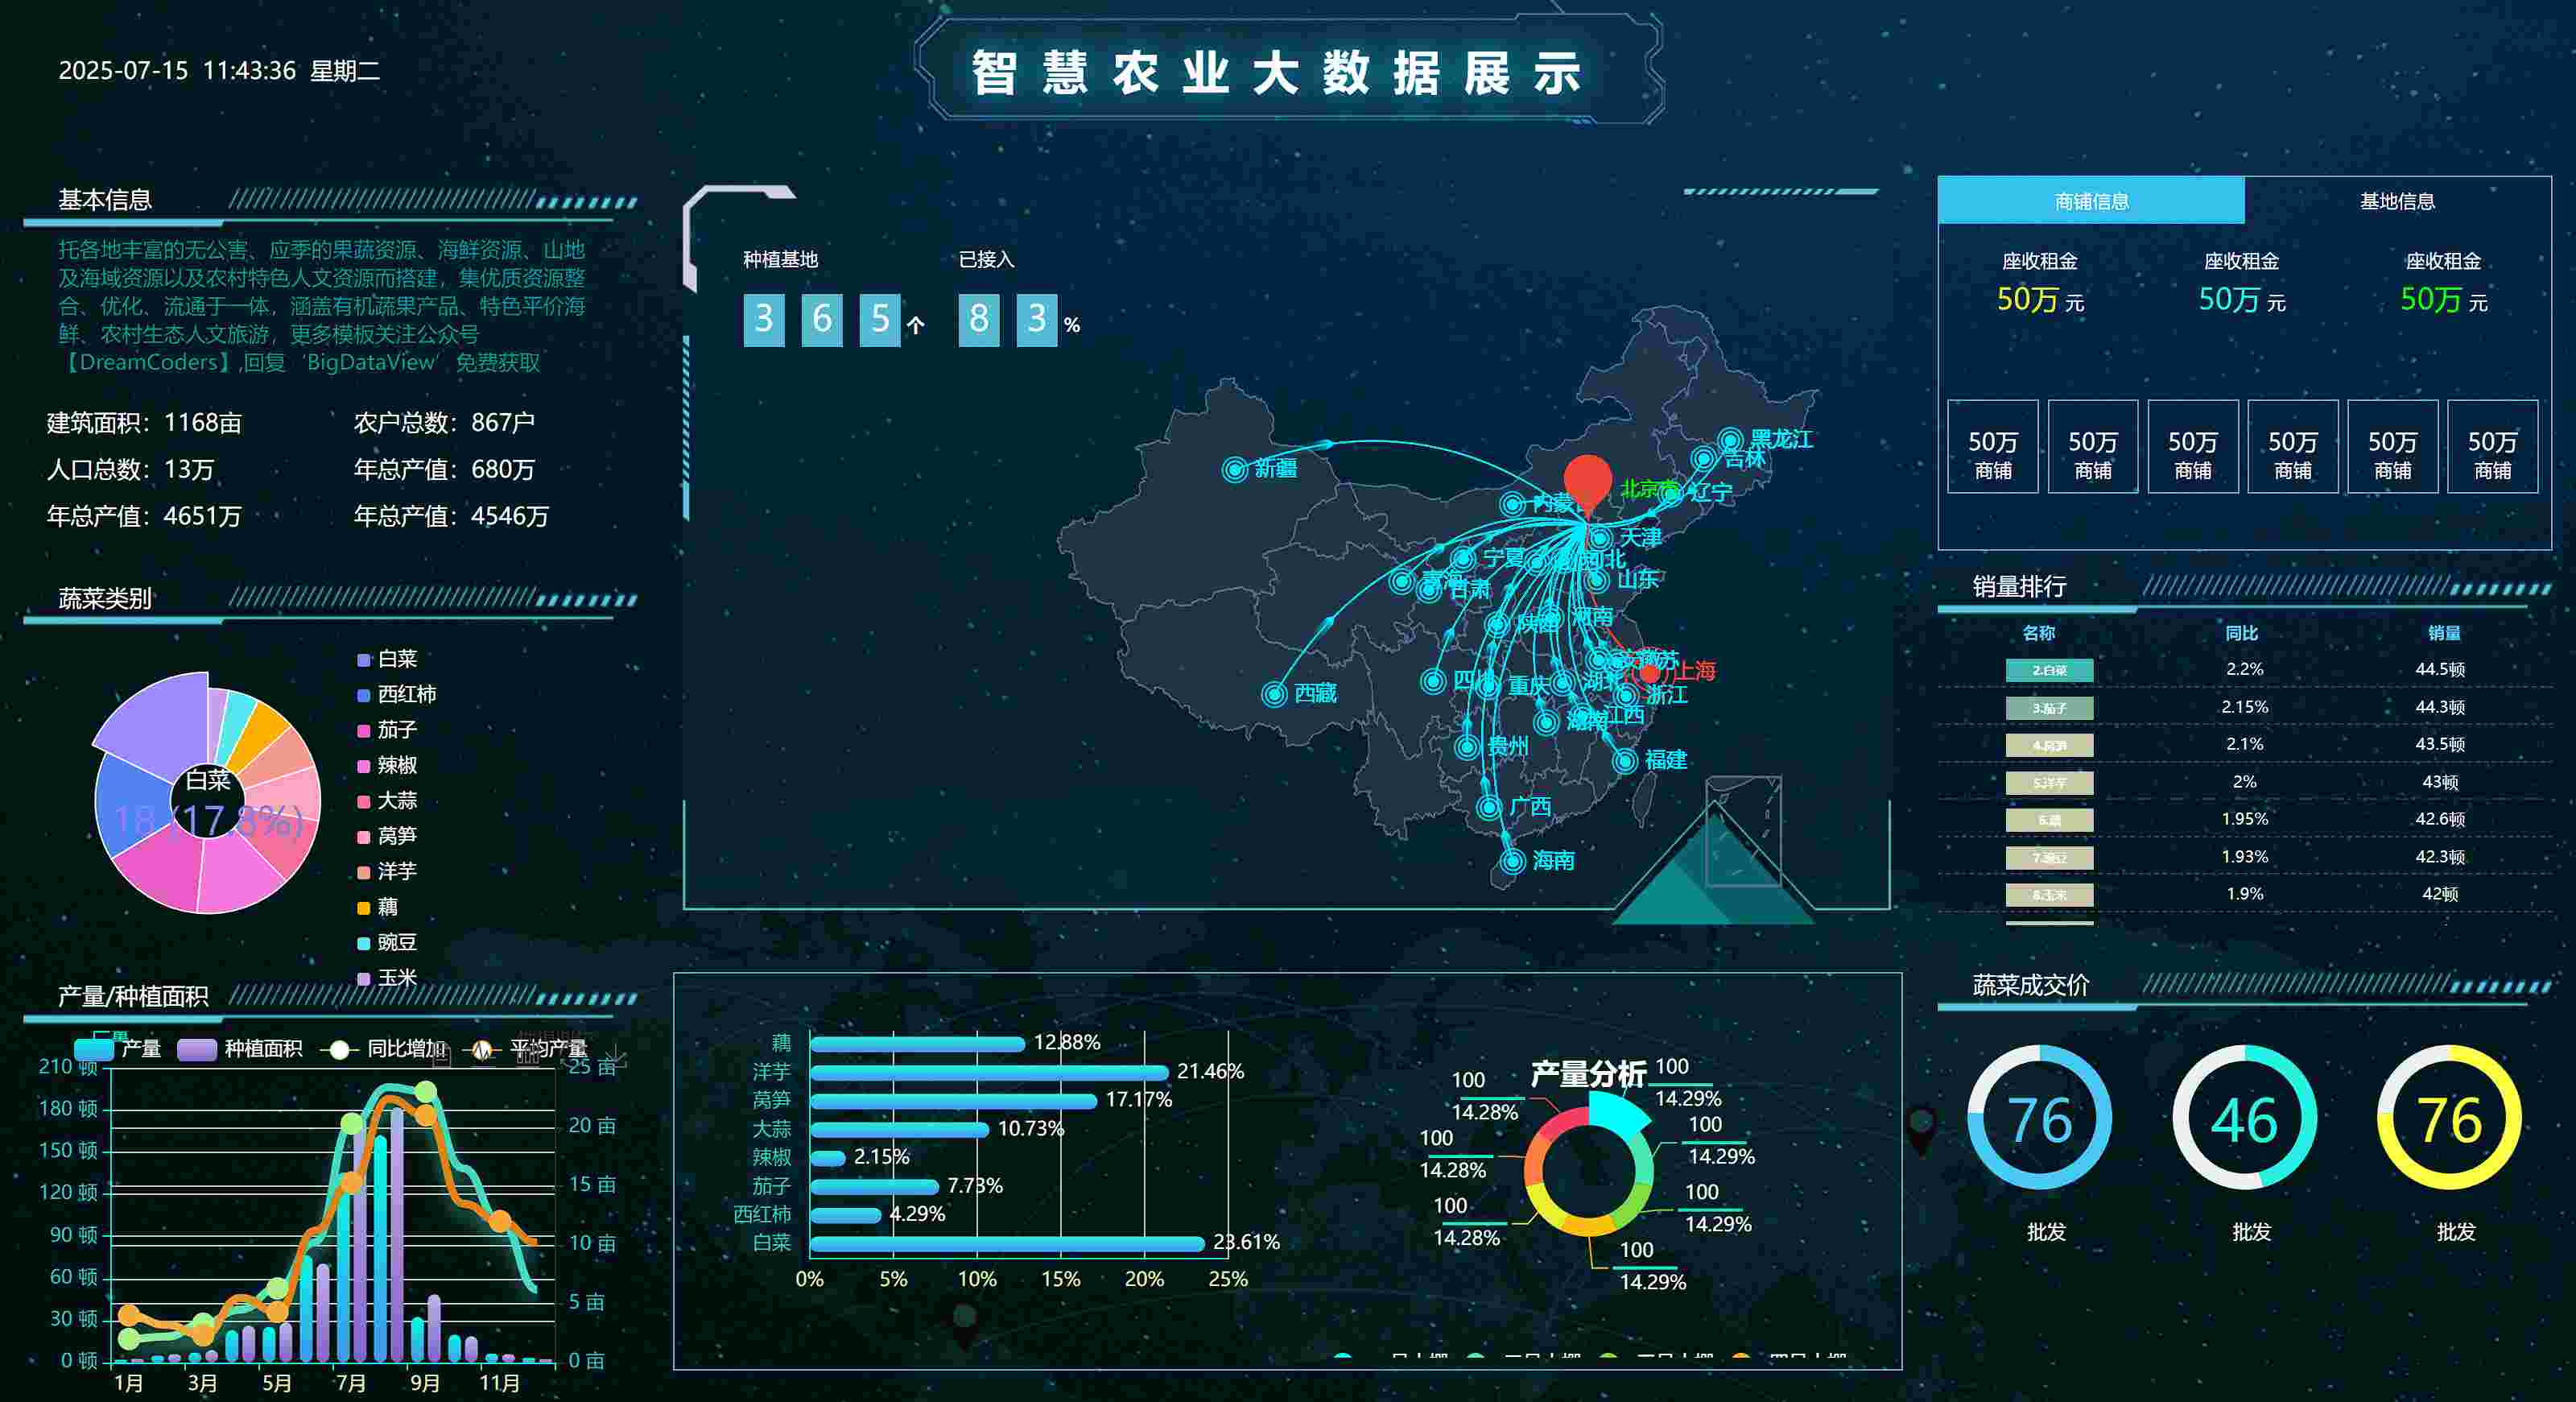 智慧农业大数据展示
2025-07-15 11:43:36 星期二
基本信息
托各地丰富的无公害、应季的果蔬资源、海鲜资源、山地
及海域资源以及农村特色人文资源而搭建，集优质资源整
合、优化、流通于一体，涵盖有机蔬果产品、特色平价海
鲜、农村生态人文旅游，更多模板关注公众号
【DreamCoders】,回复‘BigDataView’免费获取
建筑面积：1168亩 农户总数：867户
人口总数：13万 年总产值：680万
年总产值：4651万 年总产值：4546万
蔬菜类别
白菜
18 (17.8%)
白菜
西红柿
茄子
辣椒
大蒜
莴笋
洋芋
藕
豌豆
玉米
产量/种植面积
产量 种植面积 同比增加 平均产量
210 顿 25 亩
180 顿 20 亩
150 顿
120 顿 15 亩
90 顿 10 亩
60 顿
30 顿 5 亩
0 顿 0 亩
1月 3月 5月 7月 9月 11月
种植基地 已接入
3 6 5 个 8 3 %
黑龙江
吉林
新疆
北京市
辽宁
内蒙古
天津
宁夏
河北
山东
青海
甘肃
河南
陕西
安徽
江苏
上海
四川
重庆
湖北
浙江
西藏
湖南
江西
贵州
福建
广西
海南
藕 12.88%
洋芋 21.46%
莴笋 17.17%
大蒜 10.73%
辣椒 2.15%
茄子 7.73%
西红柿 4.29%
白菜 23.61%
0% 5% 10% 15% 20% 25%
产量分析
100
14.29%
100
14.29%
100
14.29%
100
14.29%
100
14.28%
100
14.28%
100
14.28%
商铺信息 基地信息
座收租金 座收租金 座收租金
50万 元 50万 元 50万 元
50万 50万 50万 50万 50万 50万
商铺 商铺 商铺 商铺 商铺 商铺
销量排行
名称 同比 销量
2.白菜 2.2% 44.5顿
3.茄子 2.15% 44.3顿
2.1% 43.5顿
5.洋芋 2% 43顿
6.藕 1.95% 42.6顿
7.豌豆 1.93% 42.3顿
8.玉米 1.9% 42顿
蔬菜成交价
76 46 76
批发 批发 批发